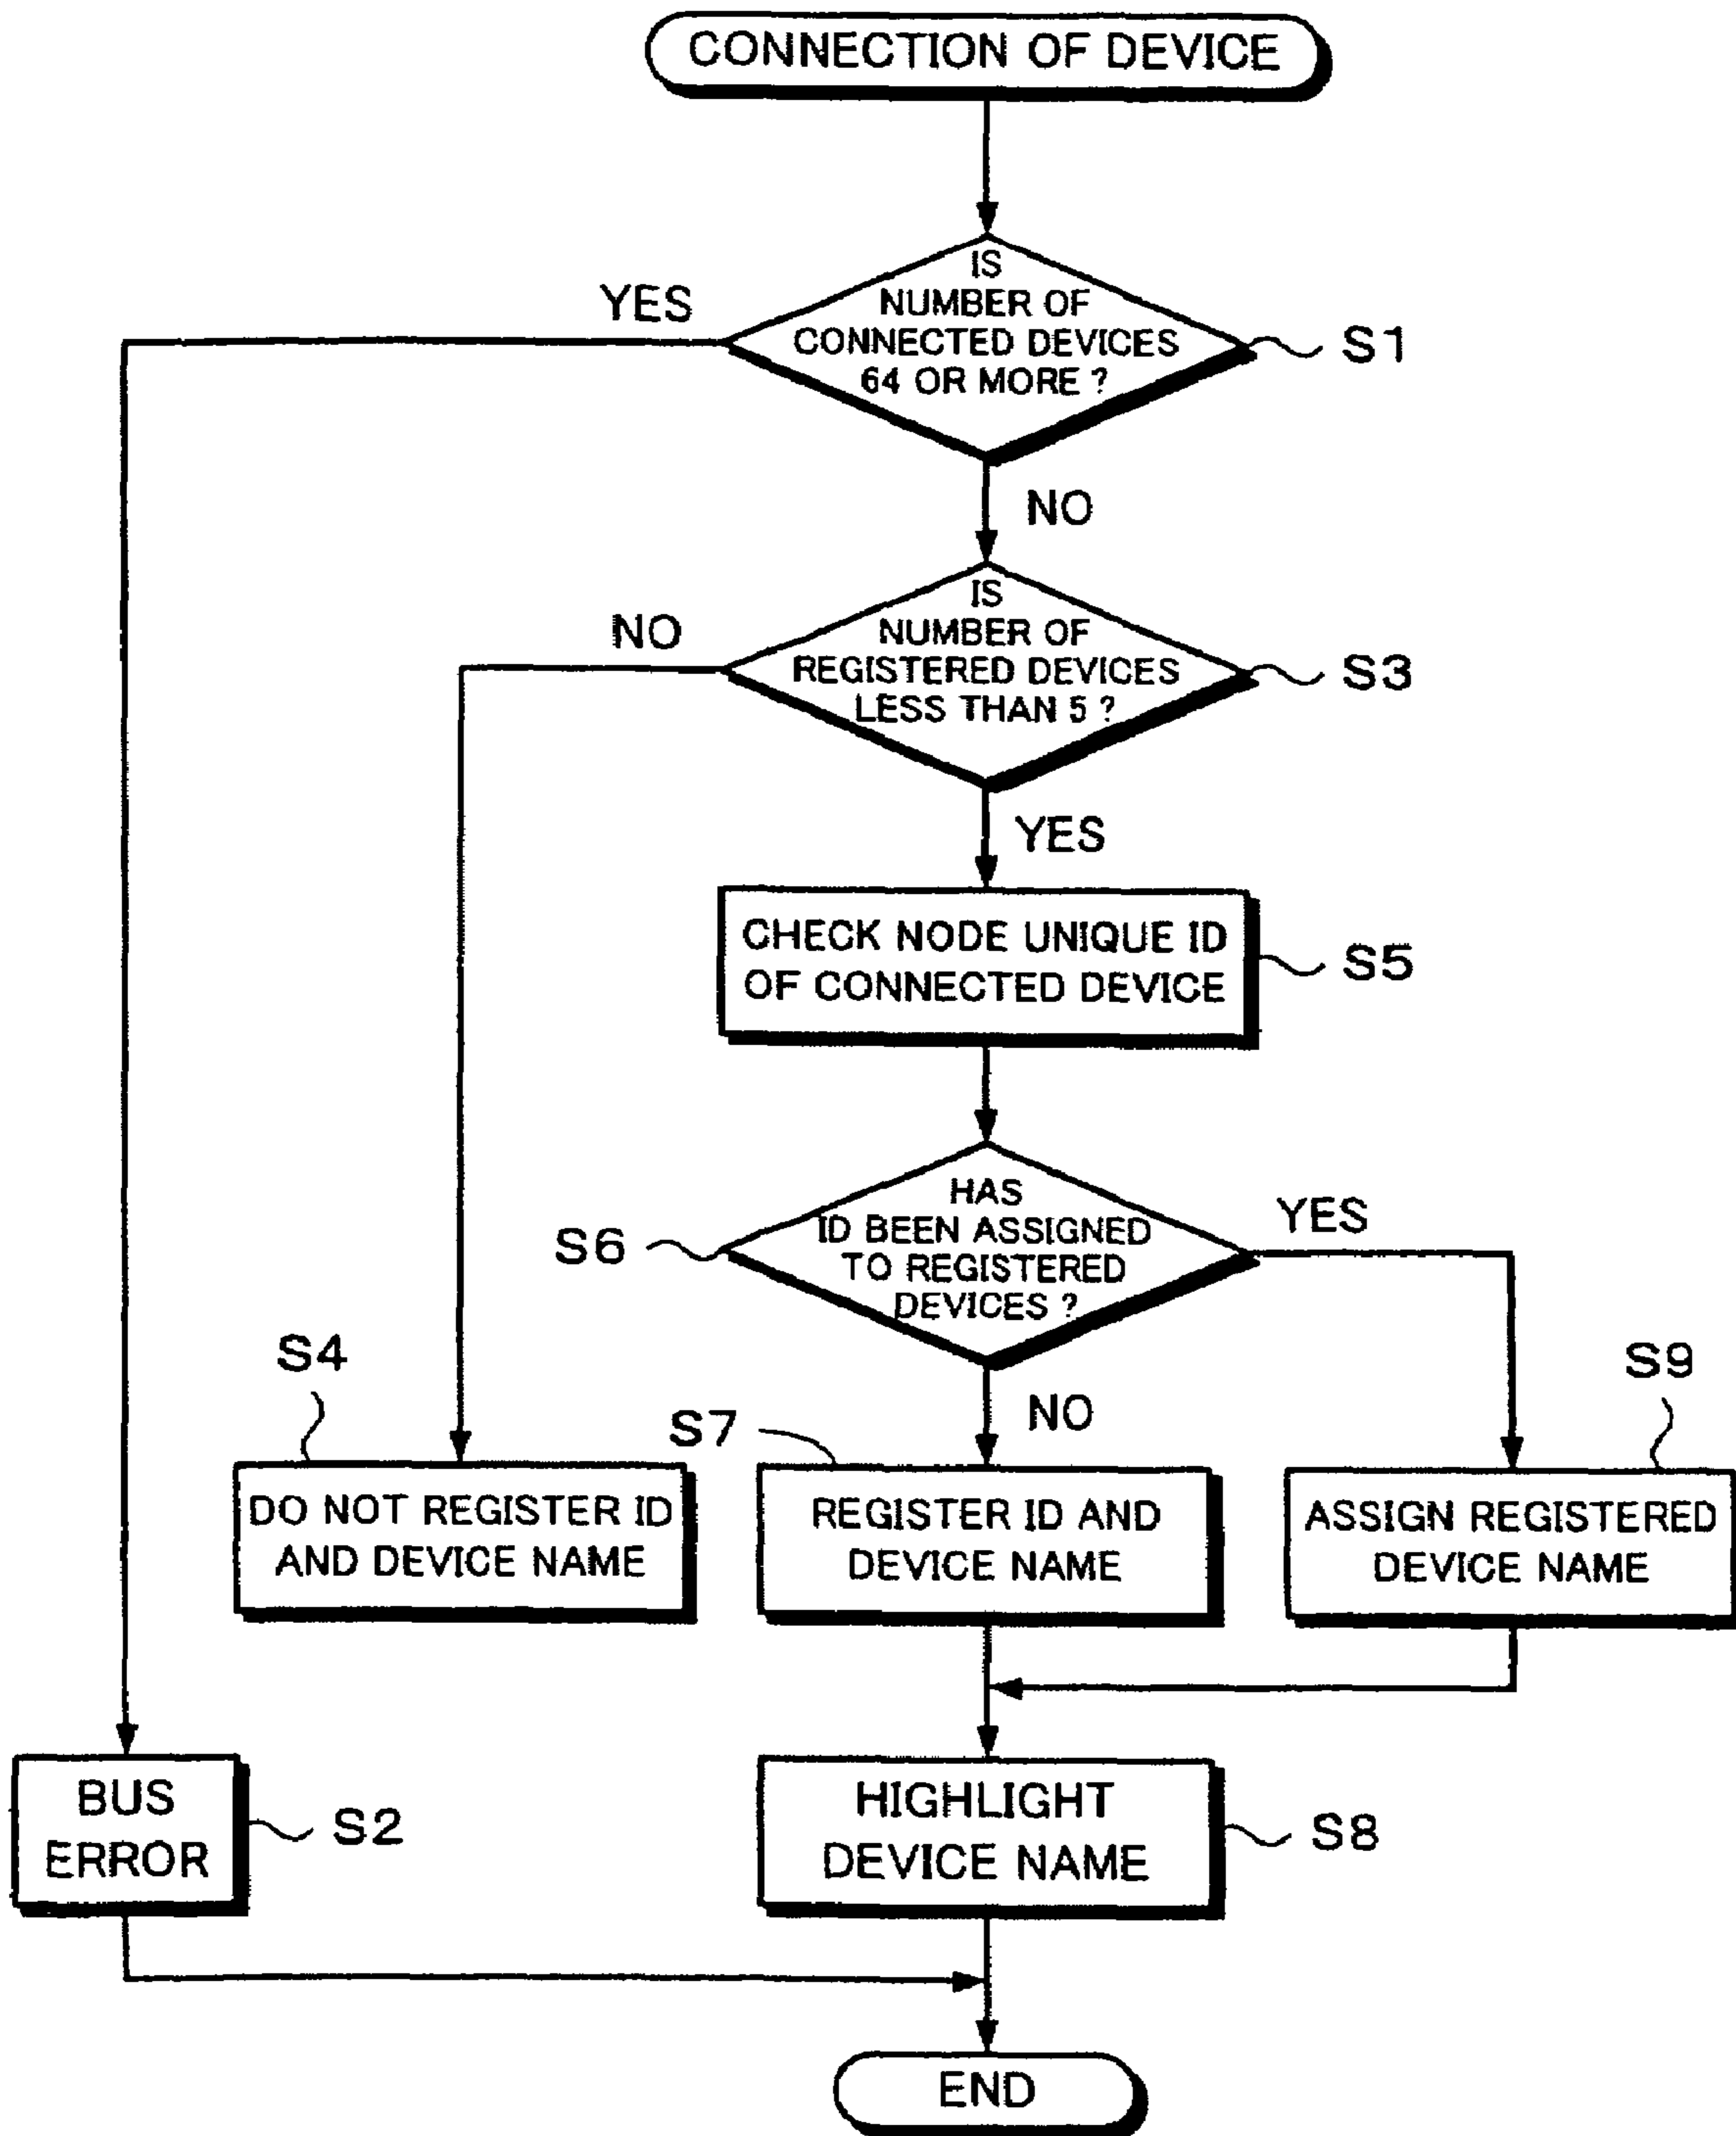 CONNECTION OF DEVICE
IS
NUMBER OF
CONNECTED DEVICES
64 OR MORE ?
YES
S1
NO
IS
NUMBER OF
REGISTERED DEVICES
LESS THAN 5 ?
NO
S3
YES
CHECK NODE UNIQUE ID
OF CONNECTED DEVICE
S5
HAS
ID BEEN ASSIGNED
TO REGISTERED
DEVICES ?
S6
YES
NO
S4
DO NOT REGISTER ID
AND DEVICE NAME
S7
REGISTER ID AND
DEVICE NAME
S9
ASSIGN REGISTERED
DEVICE NAME
BUS
ERROR
S2
HIGHLIGHT
DEVICE NAME
S8
END